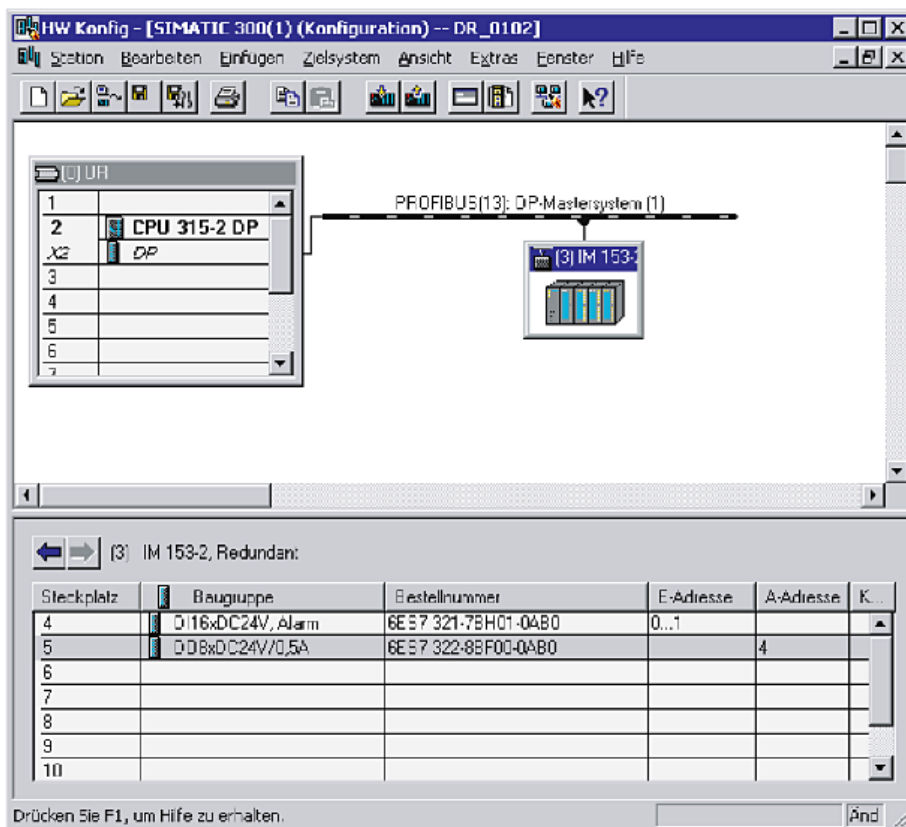 HW Konfig - [SIMATIC 300(1) (Konfiguration) -- DR_0102]
Station Bearbeiten Einfügen Zielsystem Ansicht Extras Fenster Hilfe
(0) UR
1
2 CPU 315-2 DP
X2 DP
3
4
5
6
7
PROFIBUS(13): DP-Mastersystem (1)
(3) IM 153-2
(3) IM 153-2, Redundant
Steckplatz Baugruppe Bestellnummer E-Adresse A-Adresse K...
4 DI16xDC24V, Alarm 6ES7 321-7BH01-0AB0 0...1
5 DO8xDC24V/0,5A 6ES7 322-8BF00-0AB0 4
6
7
8
9
10
Drücken Sie F1, um Hilfe zu erhalten.
Änd